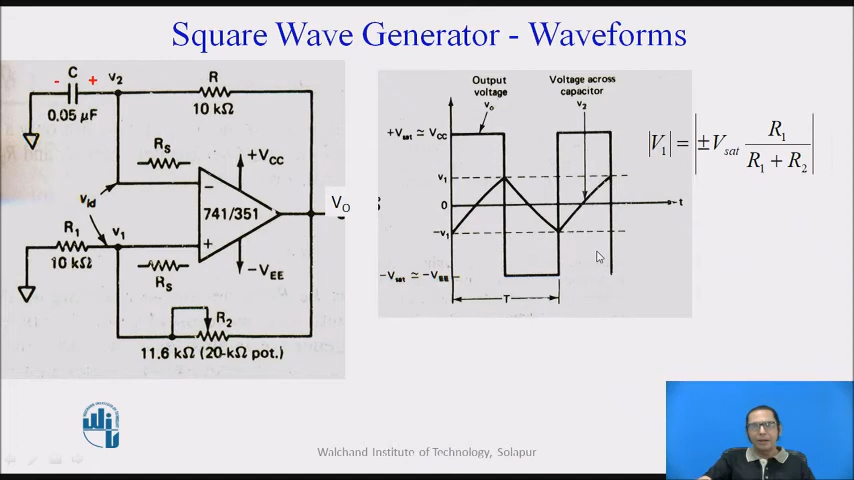 Square Wave Generator - Waveforms
- C + v2
0.05 μF
R
10 kΩ
RS
+VCC
vid
−
741/351
VO
R1
v1
+
10 kΩ
RS
−VEE
R2
11.6 kΩ (20-kΩ pot.)
Output
voltage
vo
Voltage across
capacitor
v2
+Vsat ≃ VCC
v1
0
t
−v1
−Vsat ≃ −VEE
T
|V1| = |±Vsat R1 / (R1 + R2)|
Walchand Institute of Technology, Solapur